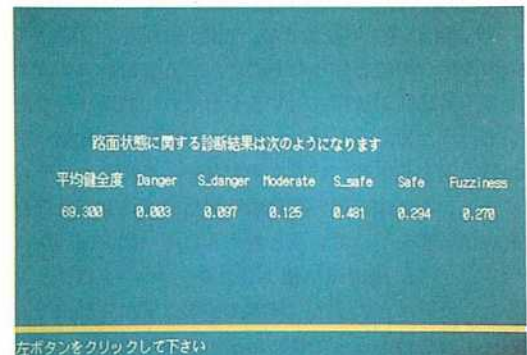 路面状態に関する診断結果は次のようになります
平均健全度 Danger S_danger Moderate S_safe Safe Fuzziness
69.300 0.003 0.097 0.125 0.481 0.294 0.270
左ボタンをクリックして下さい